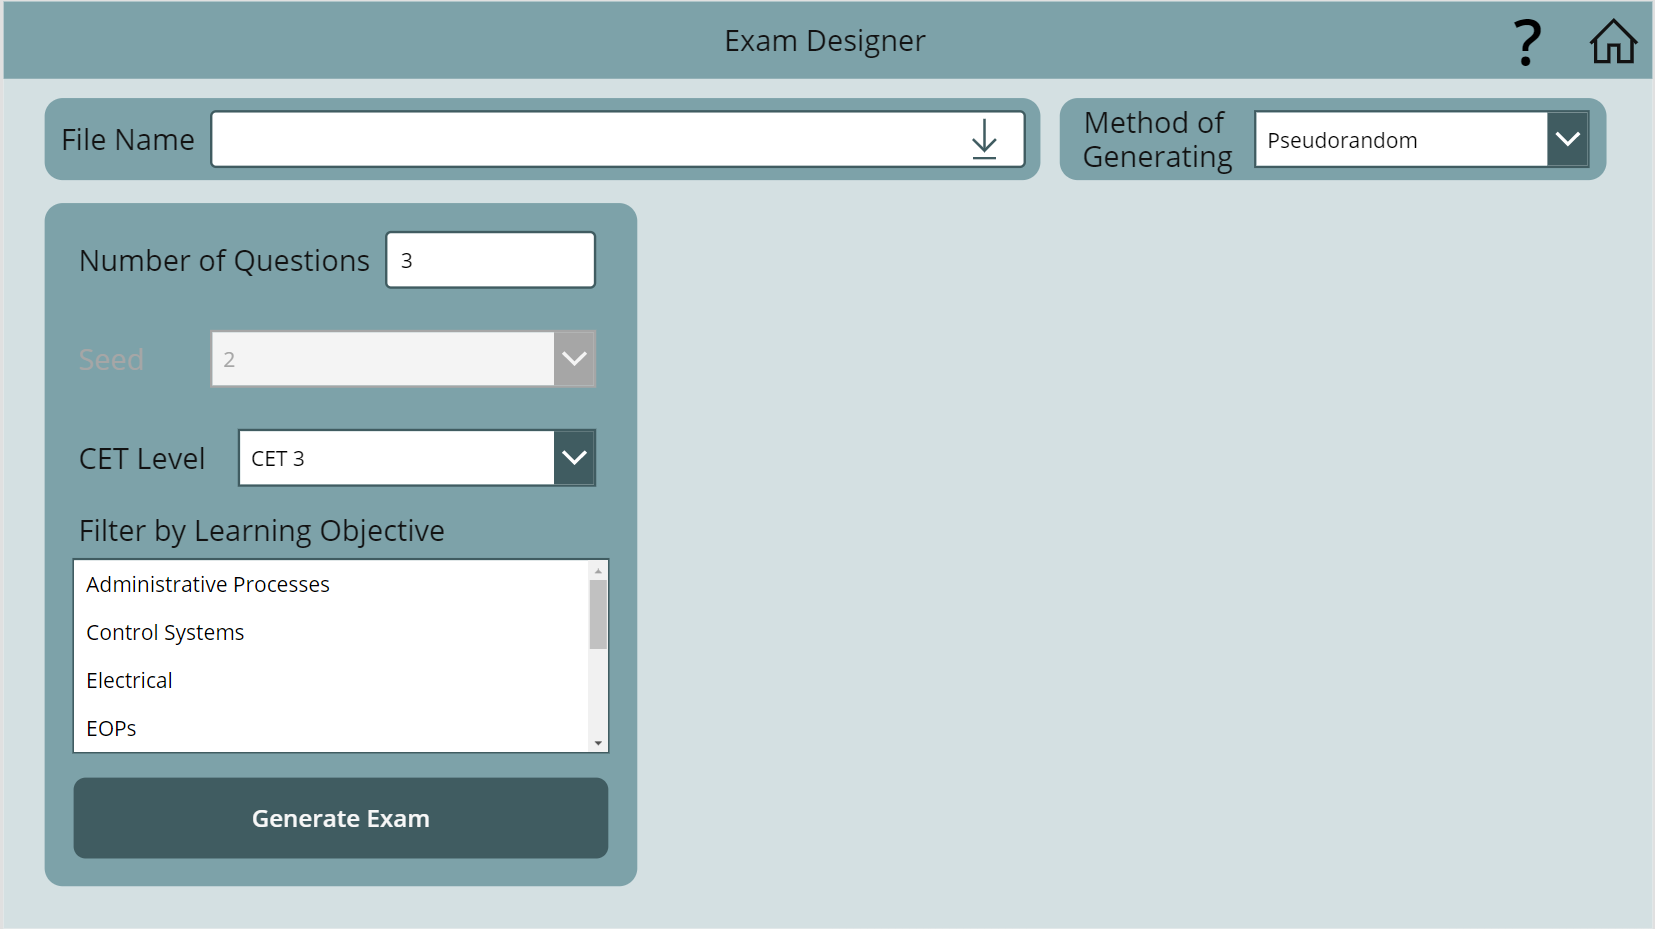 Exam Designer
?
File Name
Method of
Generating
Pseudorandom
Number of Questions
3
Seed
2
CET Level
CET 3
Filter by Learning Objective
Administrative Processes
Control Systems
Electrical
EOPs
Generate Exam